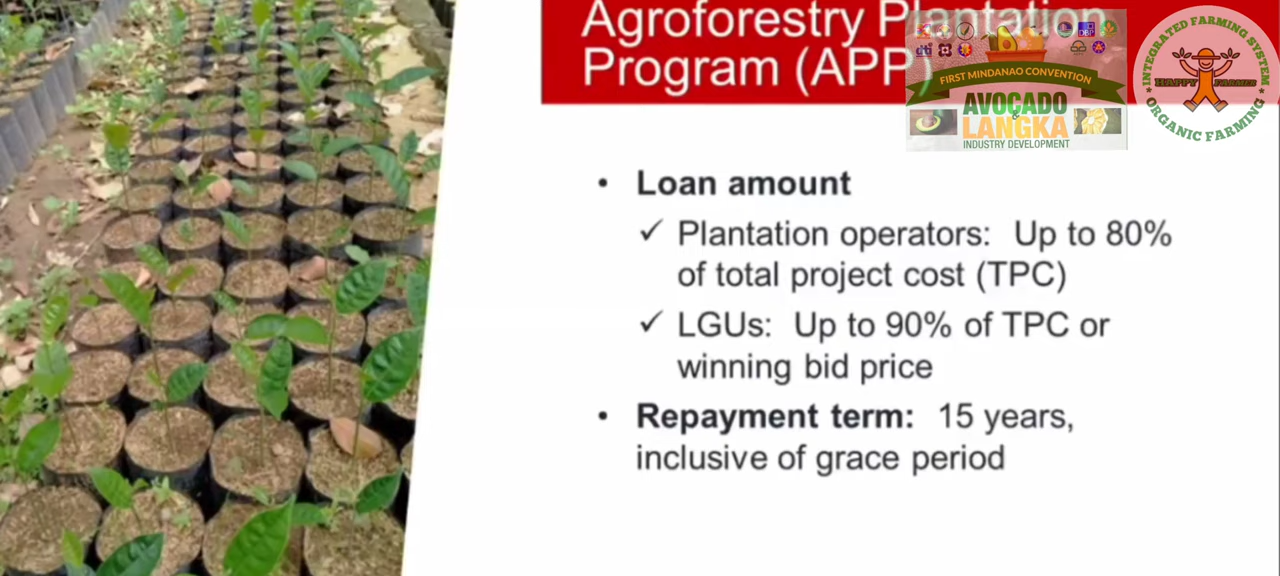 Agroforestry Plantation
Program (APP)
FIRST MINDANAO CONVENTION
AVOCADO
&
LANGKA
INDUSTRY DEVELOPMENT
INTEGRATED FARMING SYSTEM
HAPPY FARMER
ORGANIC FARMING
• Loan amount
✓ Plantation operators: Up to 80%
of total project cost (TPC)
✓ LGUs: Up to 90% of TPC or
winning bid price
• Repayment term: 15 years,
inclusive of grace period